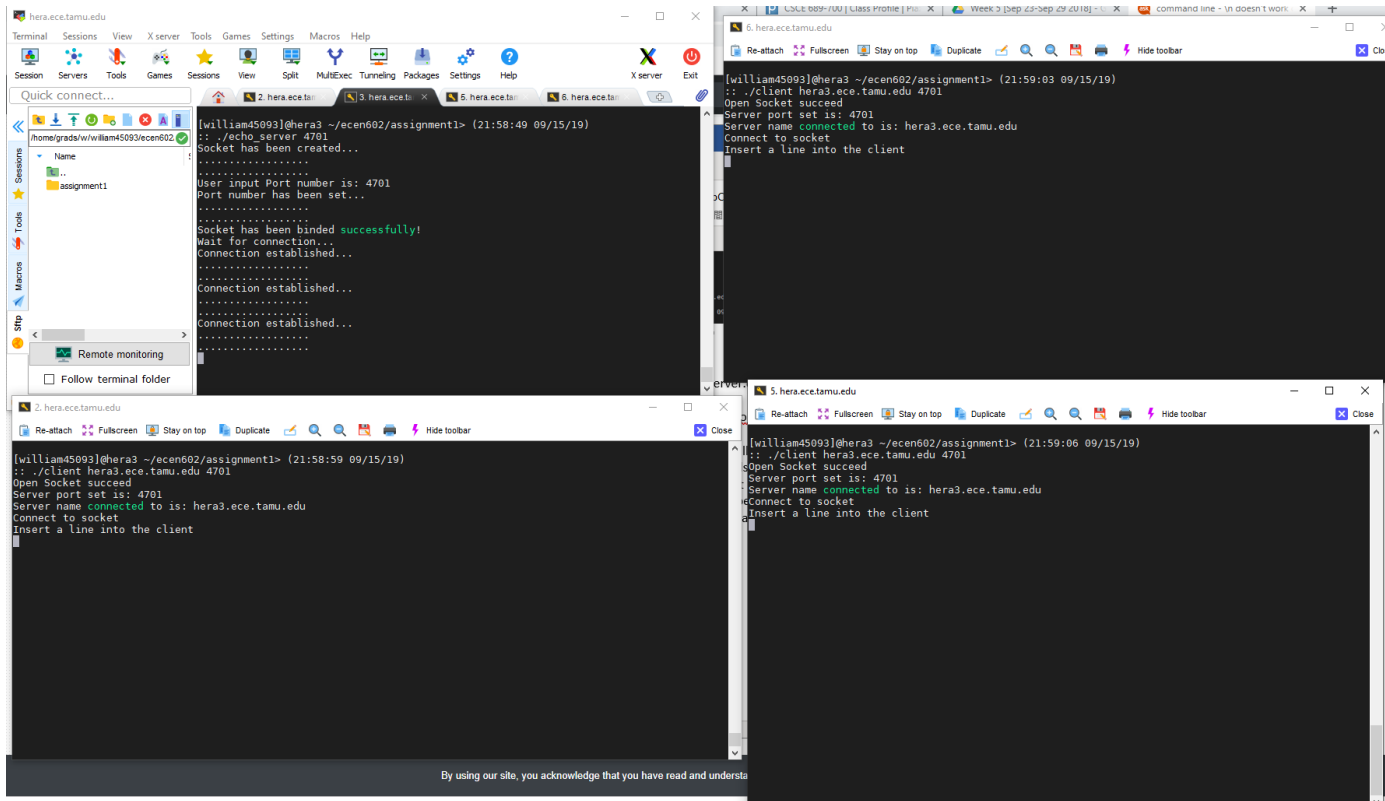 hera.ece.tamu.edu
Terminal Sessions View X server Tools Games Settings Macros Help
Session Servers Tools Games Sessions View Split MultiExec Tunneling Packages Settings Help X server Exit
Quick connect...
2. hera.ece.tam
3. hera.ece.ta
5. hera.ece.tam
6. hera.ece.tam
/home/grads/w/william45093/ecen602
Name
..
assignment1
Sessions
Tools
Macros
Sftp
Remote monitoring
Follow terminal folder
[william45093]@hera3 ~/ecen602/assignment1> (21:58:49 09/15/19)
:: ./echo_server 4701
Socket has been created...
..................
..................
User input Port number is: 4701
Port number has been set...
..................
..................
Socket has been binded successfully!
Wait for connection...
Connection established...
..................
..................
Connection established...
..................
..................
Connection established...
..................
..................
CSCE 689-700 | Class Profile | Pia
Week 5 [Sep 23-Sep 29 2018] - 
command line - \n doesn't work
6. hera.ece.tamu.edu
Re-attach Fullscreen Stay on top Duplicate Hide toolbar Clo
[william45093]@hera3 ~/ecen602/assignment1> (21:59:03 09/15/19)
:: ./client hera3.ece.tamu.edu 4701
Open Socket succeed
Server port set is: 4701
Server name connected to is: hera3.ece.tamu.edu
Connect to socket
Insert a line into the client
2. hera.ece.tamu.edu
Re-attach Fullscreen Stay on top Duplicate Hide toolbar Close
[william45093]@hera3 ~/ecen602/assignment1> (21:58:59 09/15/19)
:: ./client hera3.ece.tamu.edu 4701
Open Socket succeed
Server port set is: 4701
Server name connected to is: hera3.ece.tamu.edu
Connect to socket
Insert a line into the client
5. hera.ece.tamu.edu
Re-attach Fullscreen Stay on top Duplicate Hide toolbar Close
[william45093]@hera3 ~/ecen602/assignment1> (21:59:06 09/15/19)
:: ./client hera3.ece.tamu.edu 4701
Open Socket succeed
Server port set is: 4701
Server name connected to is: hera3.ece.tamu.edu
Connect to socket
Insert a line into the client
By using our site, you acknowledge that you have read and understa